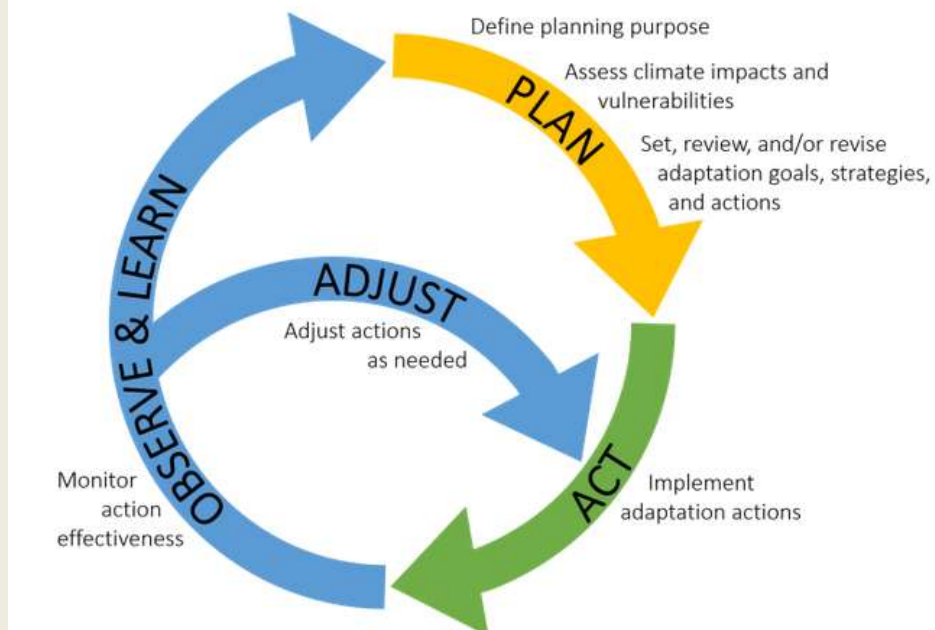 Define planning purpose
PLAN
Assess climate impacts and
vulnerabilities
Set, review, and/or revise
adaptation goals, strategies,
and actions
OBSERVE & LEARN
ADJUST
Adjust actions
as needed
Monitor
action
effectiveness
ACT
Implement
adaptation actions